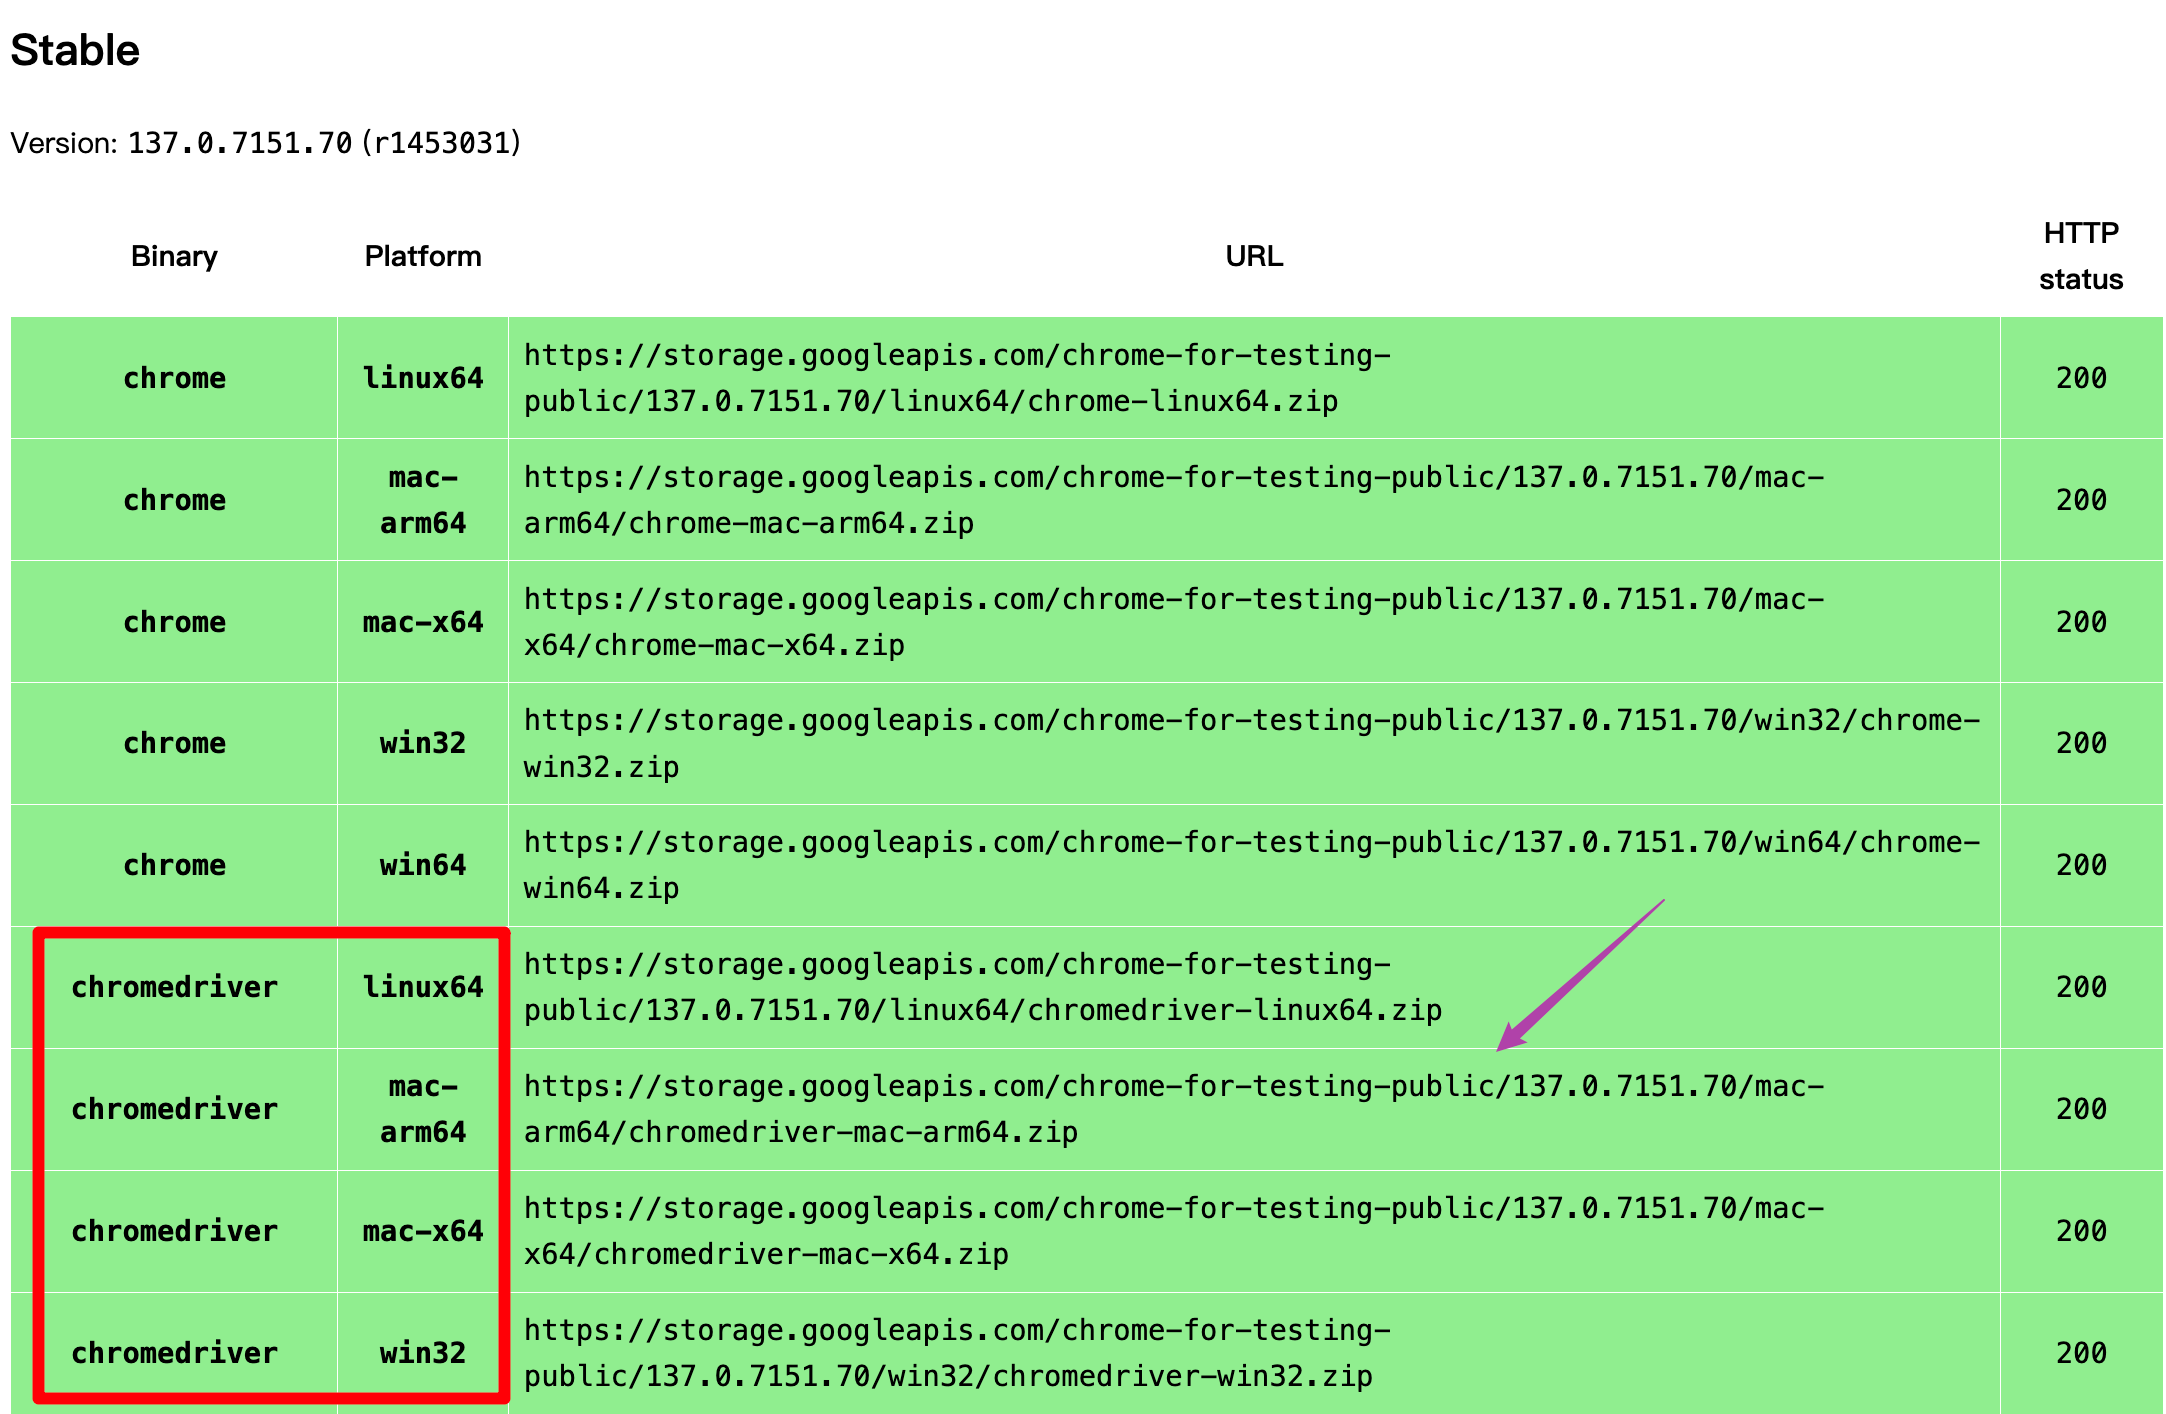 Stable
Version: 137.0.7151.70 (r1453031)
Binary Platform URL HTTP
status
chrome linux64 https://storage.googleapis.com/chrome-for-testing-
public/137.0.7151.70/linux64/chrome-linux64.zip 200
chrome mac-
arm64 https://storage.googleapis.com/chrome-for-testing-public/137.0.7151.70/mac-
arm64/chrome-mac-arm64.zip 200
chrome mac-x64 https://storage.googleapis.com/chrome-for-testing-public/137.0.7151.70/mac-
x64/chrome-mac-x64.zip 200
chrome win32 https://storage.googleapis.com/chrome-for-testing-public/137.0.7151.70/win32/chrome-
win32.zip 200
chrome win64 https://storage.googleapis.com/chrome-for-testing-public/137.0.7151.70/win64/chrome-
win64.zip 200
chromedriver linux64 https://storage.googleapis.com/chrome-for-testing-
public/137.0.7151.70/linux64/chromedriver-linux64.zip 200
chromedriver mac-
arm64 https://storage.googleapis.com/chrome-for-testing-public/137.0.7151.70/mac-
arm64/chromedriver-mac-arm64.zip 200
chromedriver mac-x64 https://storage.googleapis.com/chrome-for-testing-public/137.0.7151.70/mac-
x64/chromedriver-mac-x64.zip 200
chromedriver win32 https://storage.googleapis.com/chrome-for-testing-
public/137.0.7151.70/win32/chromedriver-win32.zip 200